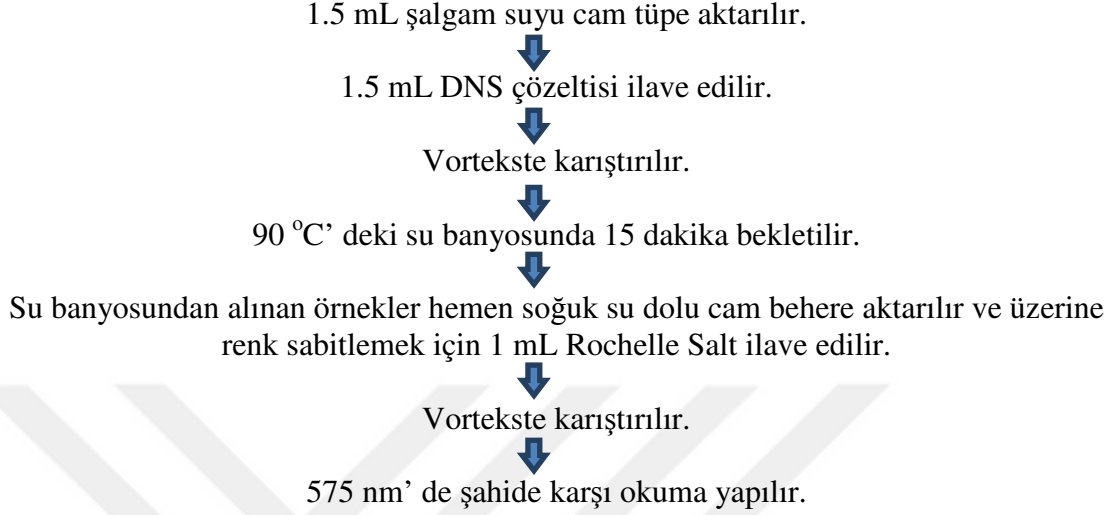 1.5 mL şalgam suyu cam tüpe aktarılır.
1.5 mL DNS çözeltisi ilave edilir.
Vortekste karıştırılır.
90 °C’ deki su banyosunda 15 dakika bekletilir.
Su banyosundan alınan örnekler hemen soğuk su dolu cam behere aktarılır ve üzerine
renk sabitlemek için 1 mL Rochelle Salt ilave edilir.
Vortekste karıştırılır.
575 nm’ de şahide karşı okuma yapılır.